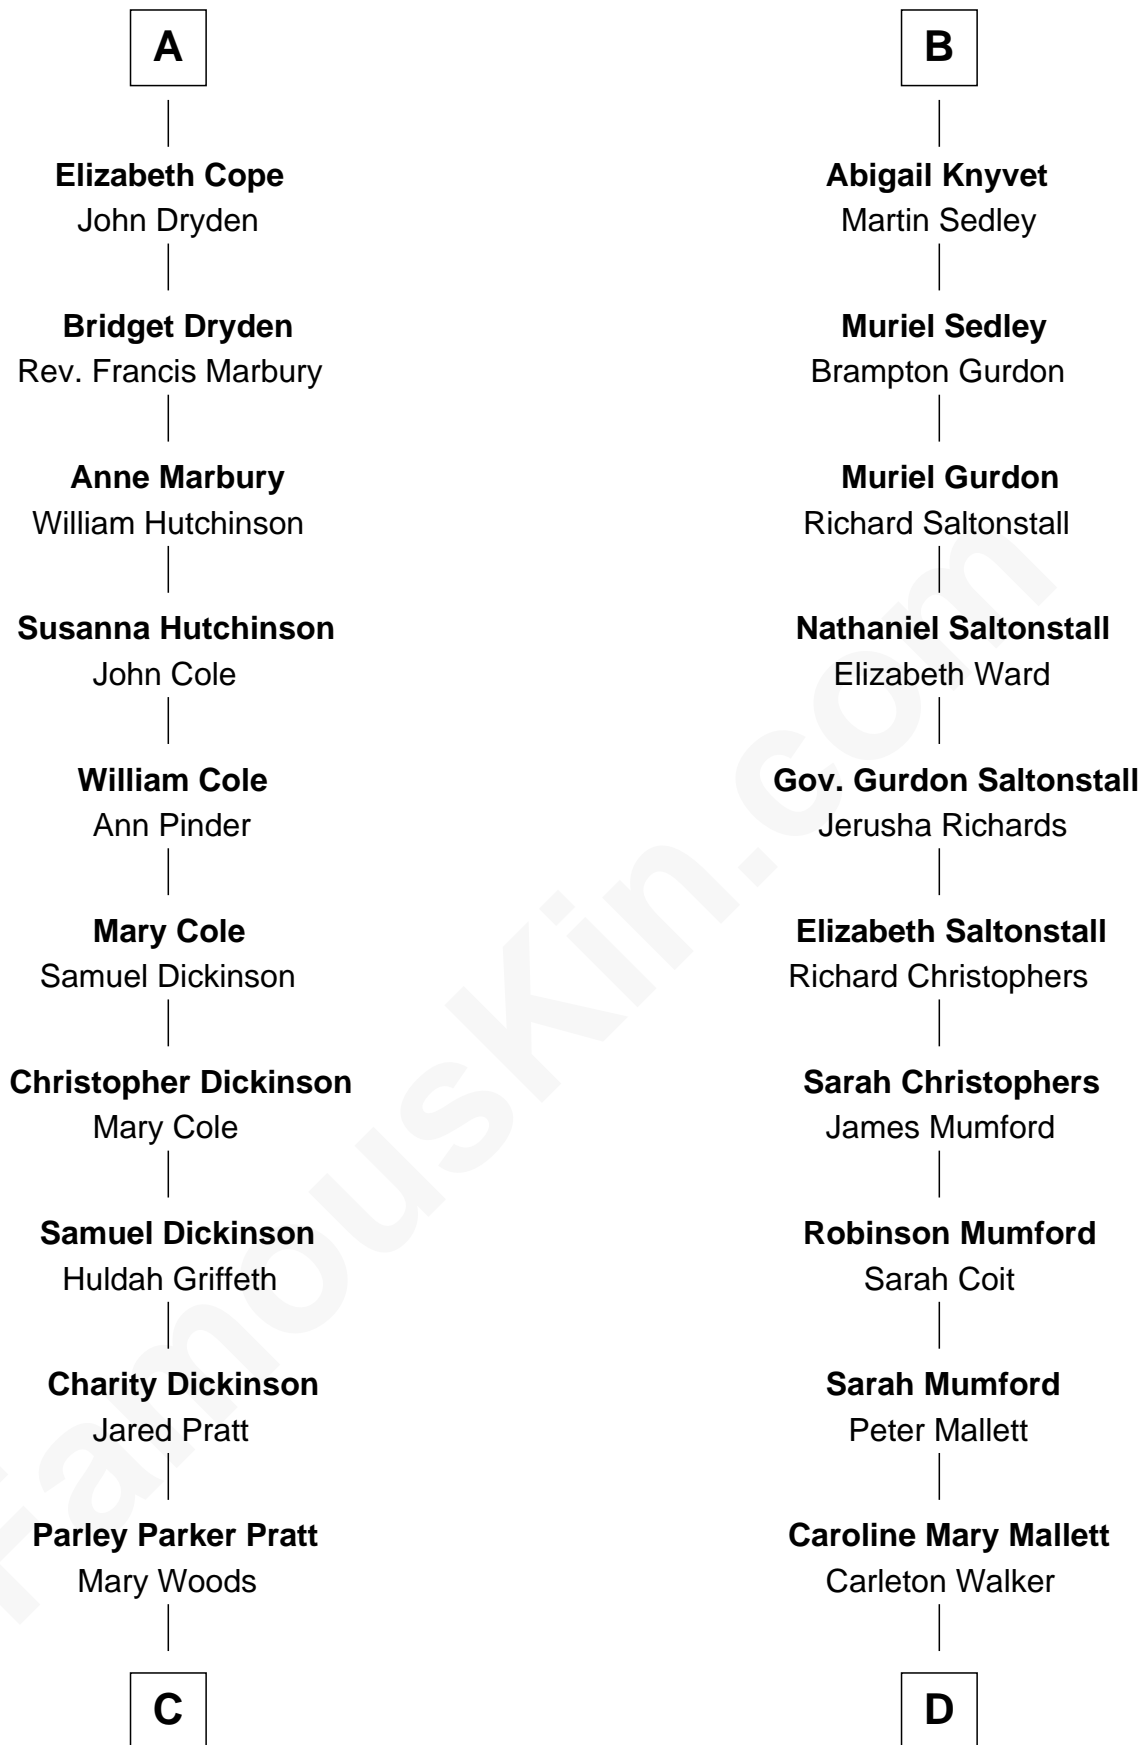 A
Elizabeth Cope
John Dryden
Bridget Dryden
Rev. Francis Marbury
Anne Marbury
William Hutchinson
Susanna Hutchinson
John Cole
William Cole
Ann Pinder
Mary Cole
Samuel Dickinson
Christopher Dickinson
Mary Cole
Samuel Dickinson
Huldah Griffeth
Charity Dickinson
Jared Pratt
Parley Parker Pratt
Mary Woods
C
B
Abigail Knyvet
Martin Sedley
Muriel Sedley
Brampton Gurdon
Muriel Gurdon
Richard Saltonstall
Nathaniel Saltonstall
Elizabeth Ward
Gov. Gurdon Saltonstall
Jerusha Richards
Elizabeth Saltonstall
Richard Christophers
Sarah Christophers
James Mumford
Robinson Mumford
Sarah Coit
Sarah Mumford
Peter Mallett
Caroline Mary Mallett
Carleton Walker
D
FamousKin.com